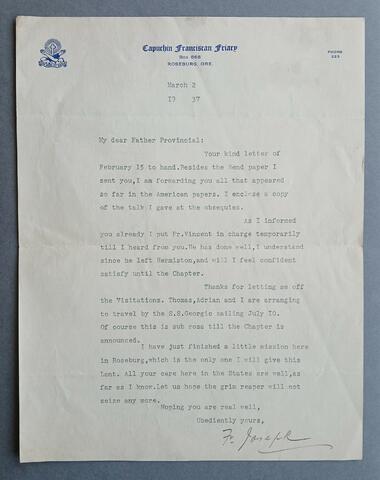 Capuchin Franciscan Friary
Box 668
ROSEBURG, ORE.
PHONE
223
March 2
19 37
My dear Father Provincial:
Your kind letter of
February 15 to hand.Besides the Bend paper I
sent you,I am forwarding you all that appeared
so far in the American papers. I enclose a copy
of the talk I gave at the obsequies.
As I informed
you already I put Fr.Vincent in charge temporarily
till I heard from you.He has done well,I understand
since he left Hermiston,and will I feel confident
satisfy until the Chapter.
Thanks for letting me off
the Visitations. Thomas,Adrian and I are arranging
to travel by the S.S.Georgic sailing July 10.
Of course this is sub rosa till the Chapter is
announced.
I have just finished a little mission here
in Roseburg,which is the only one I will give this
Lent. All your care here in the States are well,as
far as I know.Let us hope the grim reaper will not
seize any more.
Hoping you are real well,
Obediently yours,
Fr. Joseph